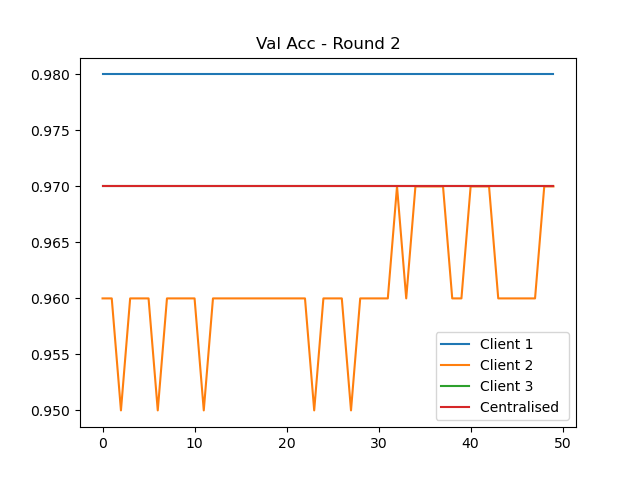 Val Acc - Round 2
0.980
0.975
0.970
0.965
0.960
0.955
0.950
0 10 20 30 40 50
Client 1
Client 2
Client 3
Centralised